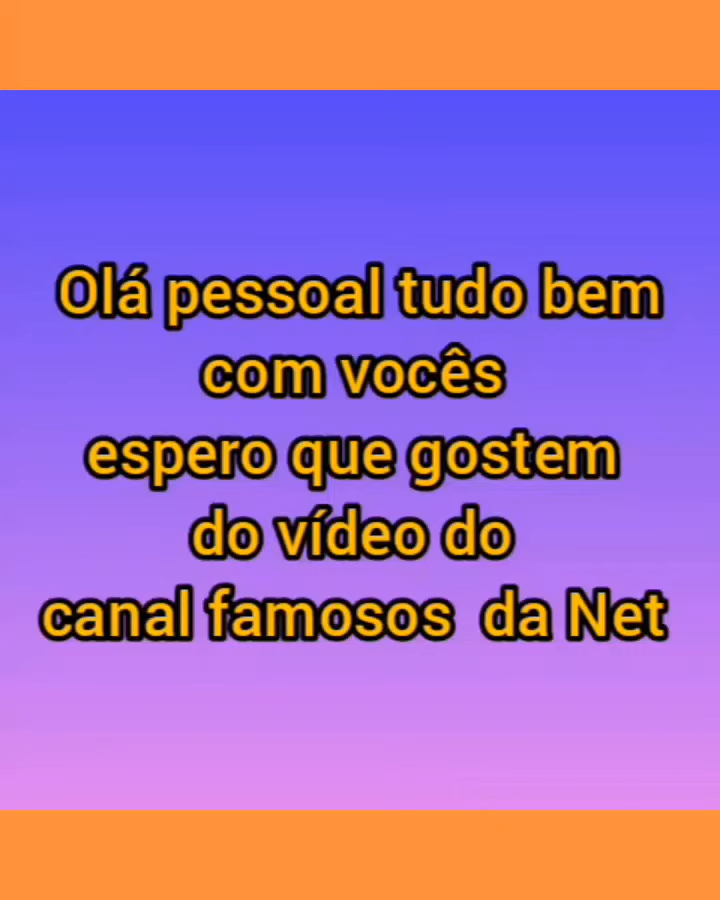 Olá pessoal tudo bem
com vocês
espero que gostem
do vídeo do
canal famosos da Net